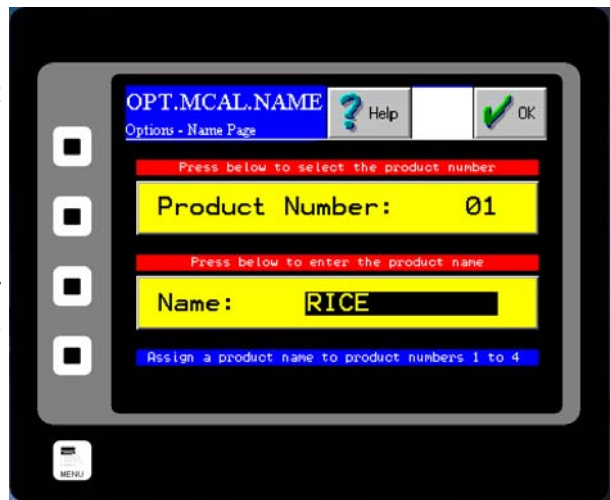 OPT.MCAL.NAME
Options - Name Page
Help
OK
Press below to select the product number
Product Number: 01
Press below to enter the product name
Name: RICE
Assign a product name to product numbers 1 to 4
MENU